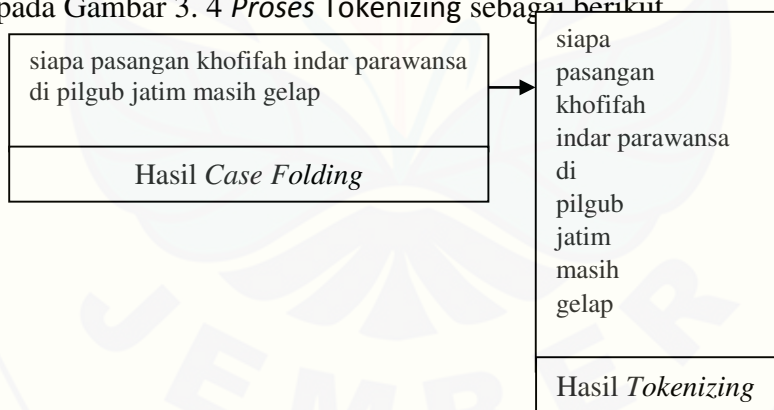 pada Gambar 3. 4 Proses Tokenizing sebagai berikut
siapa pasangan khofifah indar parawansa
di pilgub jatim masih gelap
Hasil Case Folding
siapa
pasangan
khofifah
indar parawansa
di
pilgub
jatim
masih
gelap
Hasil Tokenizing
JEMBER